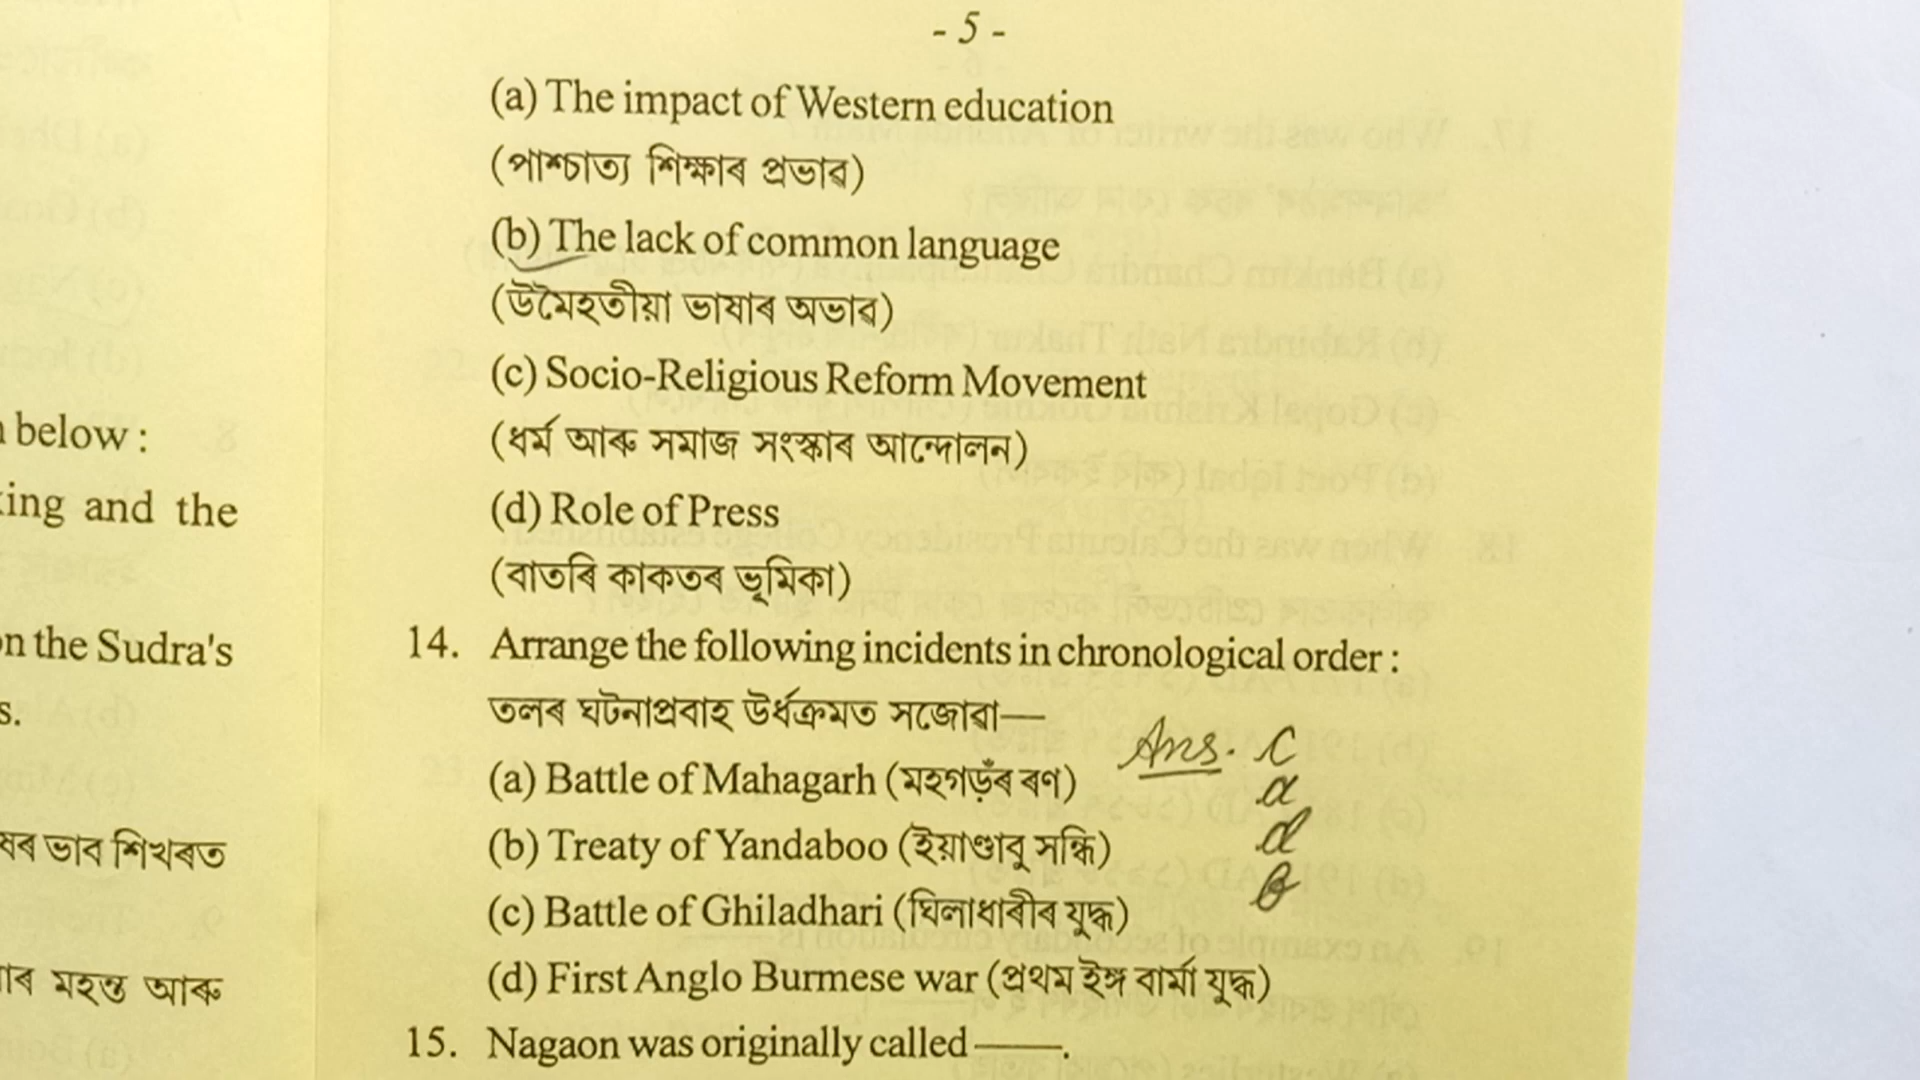 - 5 -
(a) The impact of Western education
(পাশ্চাত্য শিক্ষাৰ প্ৰভাৱ)
(b) The lack of common language
(উমৈহতীয়া ভাষাৰ অভাৱ)
(c) Socio-Religious Reform Movement
(ধৰ্ম আৰু সমাজ সংস্কাৰ আন্দোলন)
(d) Role of Press
(বাতৰি কাকতৰ ভূমিকা)
14. Arrange the following incidents in chronological order :
তলৰ ঘটনাপ্ৰবাহ উৰ্ধক্ৰমত সজোৱা—
(a) Battle of Mahagarh (মহগড়ঁৰ ৰণ)
(b) Treaty of Yandaboo (ইয়াণ্ডাবু সন্ধি)
(c) Battle of Ghiladhari (ঘিলাধাৰীৰ যুদ্ধ)
(d) First Anglo Burmese war (প্ৰথম ইঙ্গ বাৰ্মা যুদ্ধ)
15. Nagaon was originally called ——.
Ans. c
a
d
B
below :
and the
the Sudra's
ভাব শিখৰত
মহন্ত আৰু